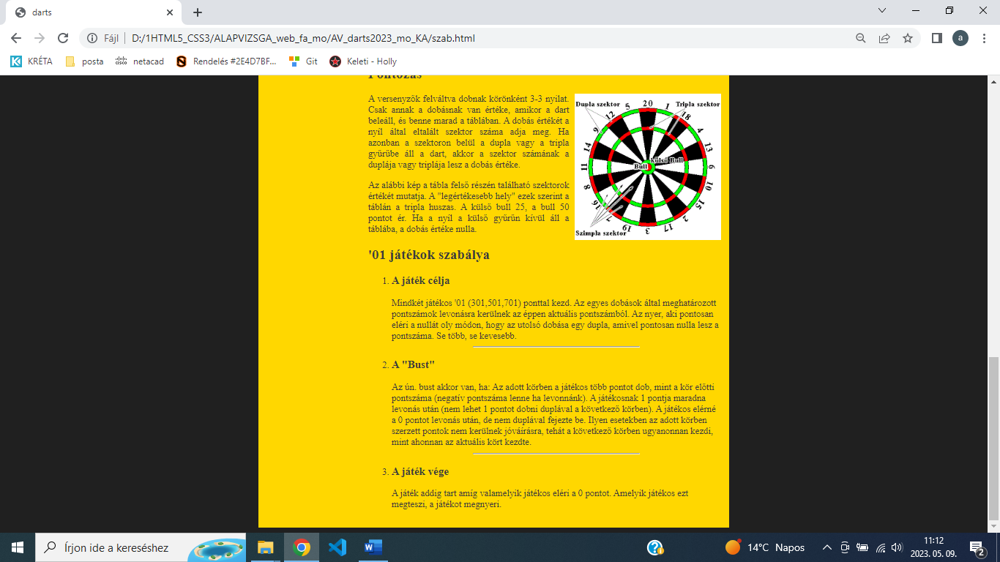 darts
Fájl
D:/1HTML5_CSS3/ALAPVIZSGA_web_fa_mo/AV_darts2023_mo_KA/szab.html
a
KRÉTA
posta
netacad
Rendelés #2E4D7BF...
Git
Keleti - Holly
Pontozás
A versenyzők felváltva dobnak körönként 3-3 nyilat.
Csak annak a dobásnak van értéke, amikor a dart
beleáll, és benne marad a táblában. A dobás értékét a
nyíl által eltalált szektor száma adja meg. Ha
azonban a szektoron belül a dupla vagy a tripla
gyűrűbe áll a dart, akkor a szektor számának a
duplája vagy triplája lesz a dobás értéke.
Az alábbi kép a tábla felső részén található szektorok
értékét mutatja. A "legértékesebb hely" ezek szerint a
táblán a tripla huszas. A külső bull 25, a bull 50
pontot ér. Ha a nyíl a külső gyűrűn kívül áll a
táblába, a dobás értéke nulla.
Dupla szektor
Tripla szektor
20
1
18
4
13
6
10
15
2
17
3
19
7
16
8
11
14
9
12
5
Külső Bull
Bull
Szimpla szektor
'01 játékok szabálya
1. A játék célja
Mindkét játékos '01 (301,501,701) ponttal kezd. Az egyes dobások által meghatározott
pontszámok levonásra kerülnek az éppen aktuális pontszámból. Az nyer, aki pontosan
eléri a nullát oly módon, hogy az utolsó dobása egy dupla, amivel pontosan nulla lesz a
pontszáma. Se több, se kevesebb.
2. A "Bust"
Az ún. bust akkor van, ha: Az adott körben a játékos több pontot dob, mint a kör előtti
pontszáma (negatív pontszáma lenne ha levonnánk). A játékosnak 1 pontja maradna
levonás után (nem lehet 1 pontot dobni duplával a következő körben). A játékos elérné
a 0 pontot levonás után, de nem duplával fejezte be. Ilyen esetekben az adott körben
szerzett pontok nem kerülnek jóváírásra, tehát a következő körben ugyanonnan kezdi,
mint ahonnan az aktuális kört kezdte.
3. A játék vége
A játék addig tart amíg valamelyik játékos eléri a 0 pontot. Amelyik játékos ezt
megteszi, a játékot megnyeri.
Írjon ide a kereséshez
14°C Napos
11:12
2023. 05. 09.
2